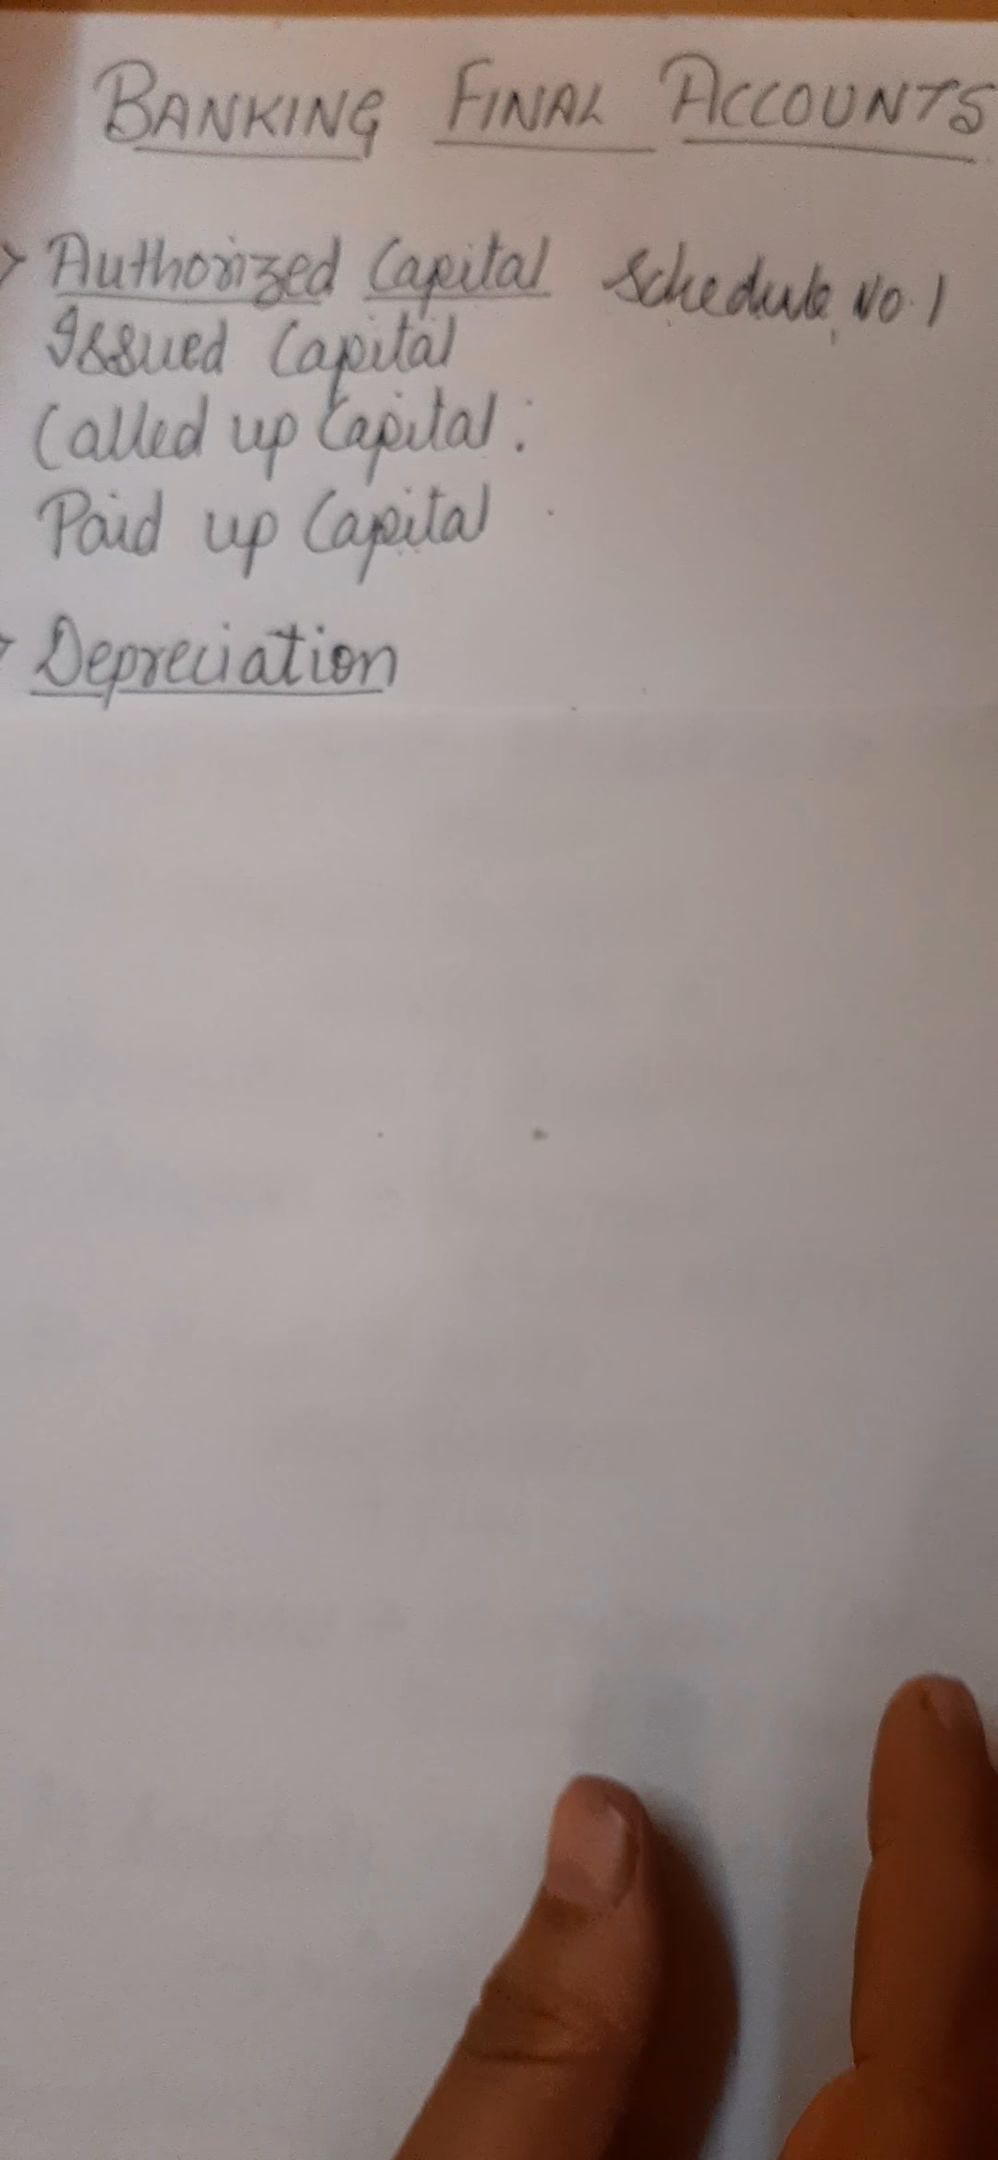 BANKING FINAL ACCOUNTS
> Authorized Capital Schedule No. 1
Issued Capital
Called up Capital :
Paid up Capital
> Depreciation